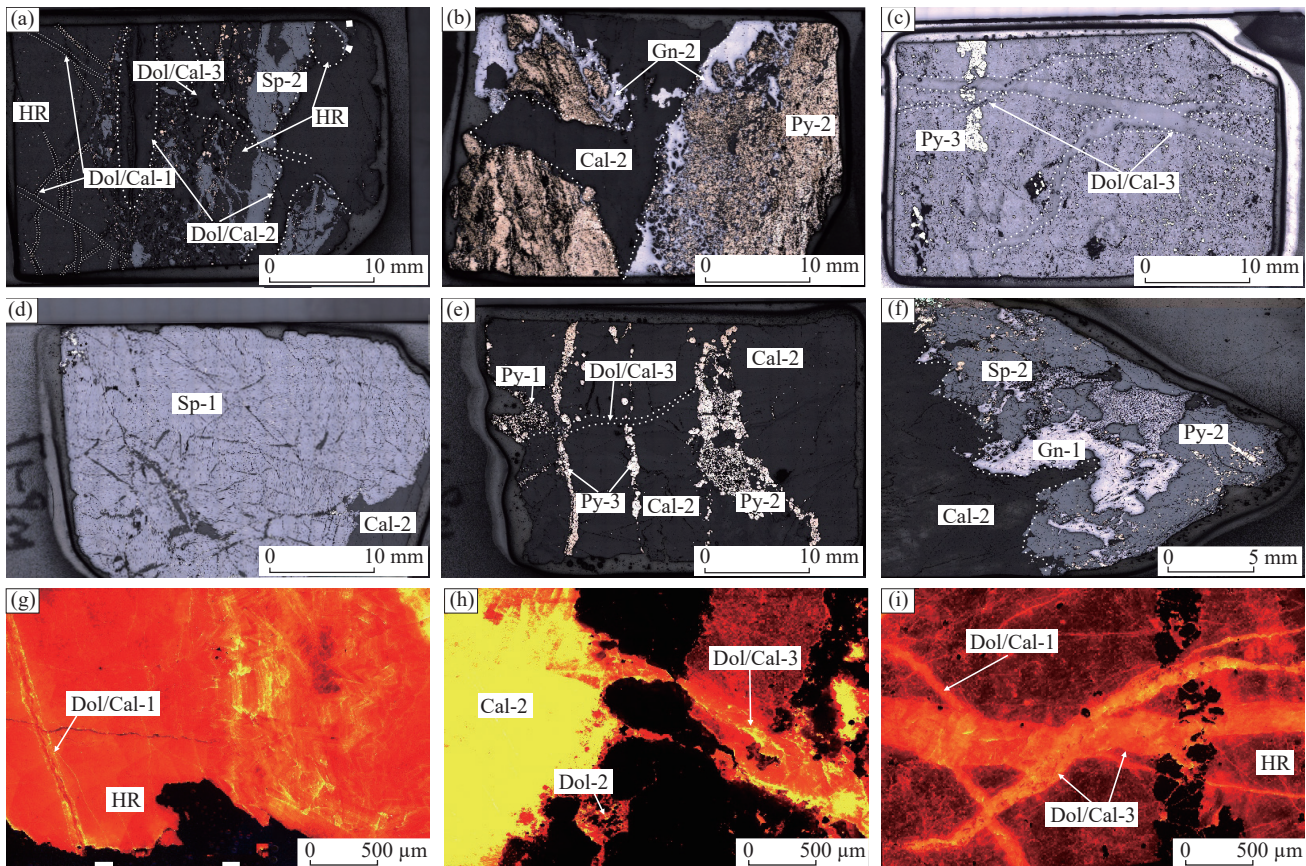 (a)
Dol/Cal-3
Sp-2
HR
HR
Dol/Cal-1
Dol/Cal-2
0 10 mm
(b)
Gn-2
Py-2
Cal-2
0 10 mm
(c)
Py-3
Dol/Cal-3
0 10 mm
(d)
Sp-1
Cal-2
0 10 mm
(e)
Cal-2
Py-1
Dol/Cal-3
Py-3
Cal-2
Py-2
0 10 mm
(f)
Sp-2
Py-2
Gn-1
Cal-2
0 5 mm
(g)
Dol/Cal-1
HR
0 500 μm
(h)
Dol/Cal-3
Cal-2
Dol-2
0 500 μm
(i)
Dol/Cal-1
HR
Dol/Cal-3
0 500 μm